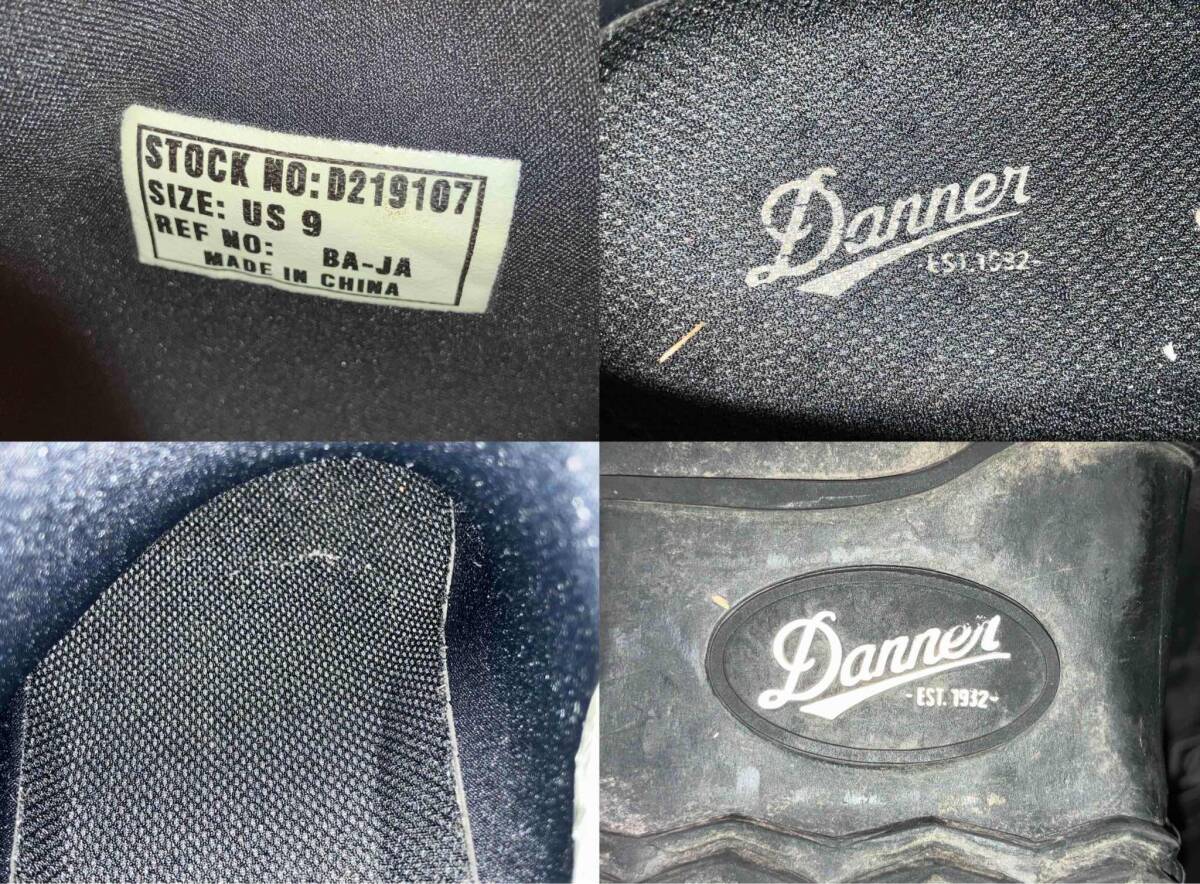 STOCK NO: D219107
SIZE: US 9
REF NO: BA-JA
MADE IN CHINA
Danner
EST. 1932
Danner
- EST. 1932 -